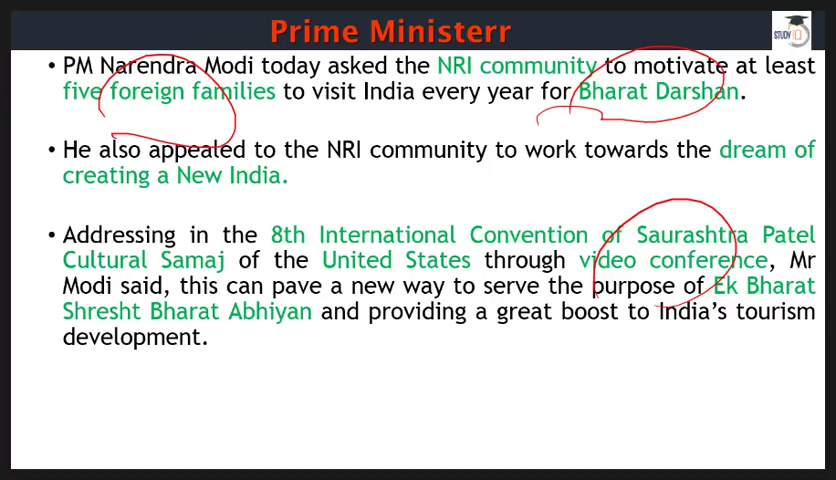 Prime Ministerr
STUDY IQ
• PM Narendra Modi today asked the NRI community to motivate at least
five foreign families to visit India every year for Bharat Darshan.
• He also appealed to the NRI community to work towards the dream of
creating a New India.
• Addressing in the 8th International Convention of Saurashtra Patel
Cultural Samaj of the United States through video conference, Mr
Modi said, this can pave a new way to serve the purpose of Ek Bharat
Shresht Bharat Abhiyan and providing a great boost to India's tourism
development.